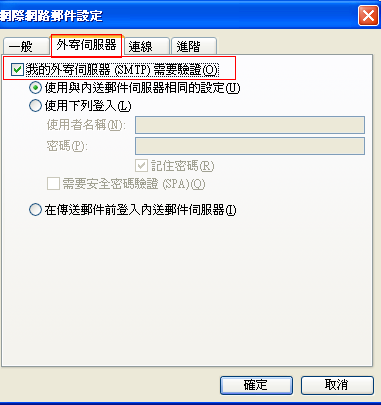 網際網路郵件設定
一般 外寄伺服器 連線 進階
我的外寄伺服器 (SMTP) 需要驗證(O)
使用與內送郵件伺服器相同的設定(U)
使用下列登入(L)
使用者名稱(N):
密碼(P):
記住密碼(R)
需要安全密碼驗證 (SPA)(Q)
在傳送郵件前登入內送郵件伺服器(I)
確定 取消